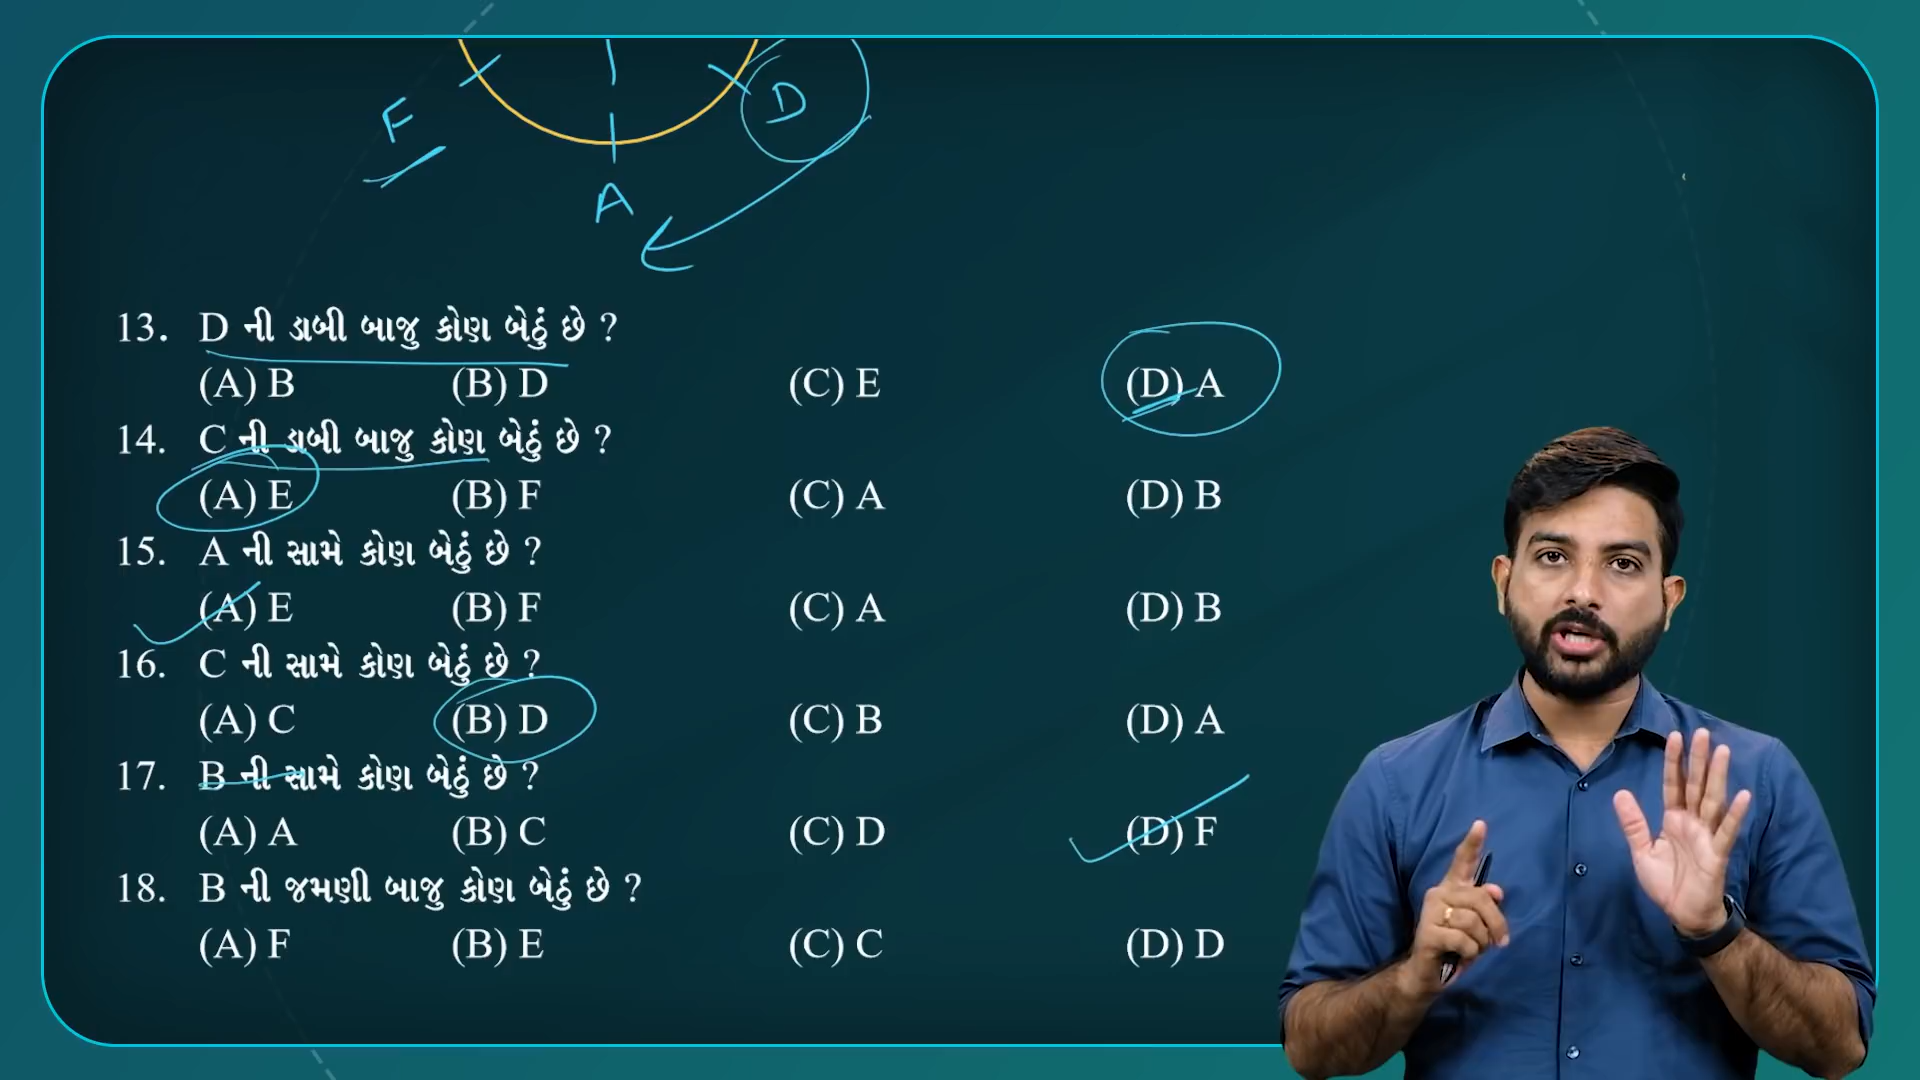 F
D
A
13. D ની ડાબી બાજુ કોણ બેઠું છે ?
(A) B (B) D (C) E (D) A
14. C ની ડાબી બાજુ કોણ બેઠું છે ?
(A) E (B) F (C) A (D) B
15. A ની સામે કોણ બેઠું છે ?
(A) E (B) F (C) A (D) B
16. C ની સામે કોણ બેઠું છે ?
(A) C (B) D (C) B (D) A
17. B ની સામે કોણ બેઠું છે ?
(A) A (B) C (C) D (D) F
18. B ની જમણી બાજુ કોણ બેઠું છે ?
(A) F (B) E (C) C (D) D